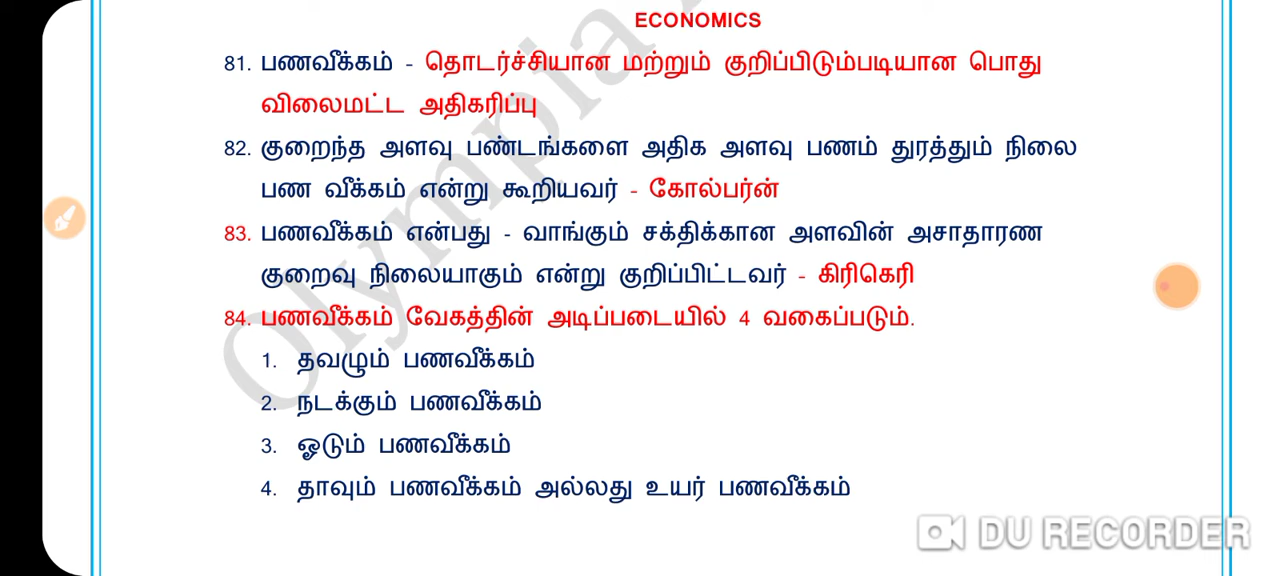 ECONOMICS
81. பணவீக்கம் - தொடர்ச்சியான மற்றும் குறிப்பிடும்படியான பொது
விலைமட்ட அதிகரிப்பு
82. குறைந்த அளவு பண்டங்களை அதிக அளவு பணம் துரத்தும் நிலை
பண வீக்கம் என்று கூறியவர் - கோல்பர்ன்
83. பணவீக்கம் என்பது - வாங்கும் சக்திக்கான அளவின் அசாதாரண
குறைவு நிலையாகும் என்று குறிப்பிட்டவர் - கிரிகெரி
84. பணவீக்கம் வேகத்தின் அடிப்படையில் 4 வகைப்படும்.
1. தவழும் பணவீக்கம்
2. நடக்கும் பணவீக்கம்
3. ஓடும் பணவீக்கம்
4. தாவும் பணவீக்கம் அல்லது உயர் பணவீக்கம்
Olympia
DU RECORDER